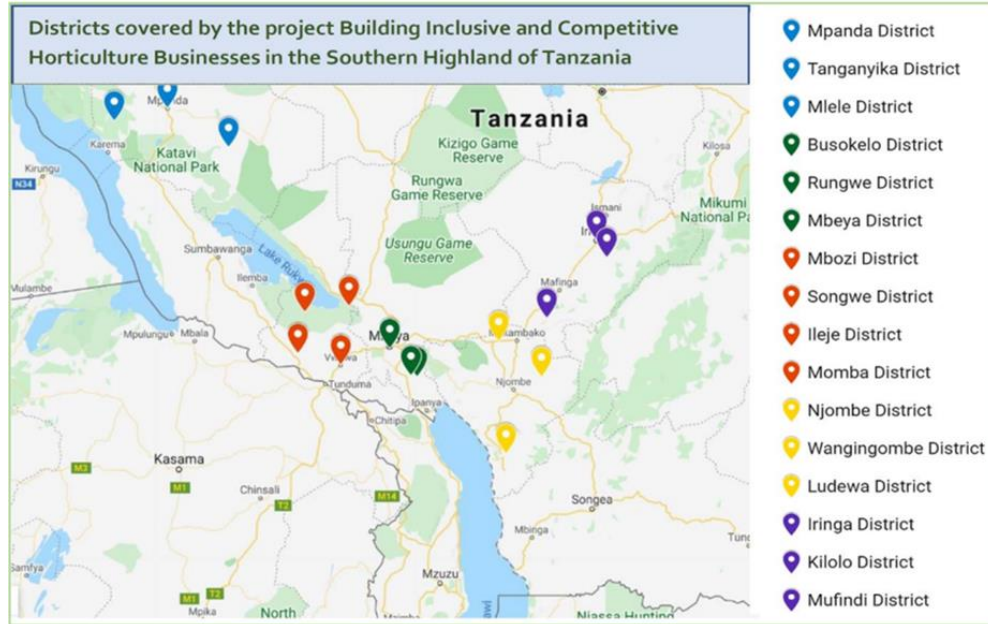 Districts covered by the project Building Inclusive and Competitive
Horticulture Businesses in the Southern Highland of Tanzania
Mpanda District
Tanganyika District
Mlele District
Busokelo District
Rungwe District
Mbeya District
Mbozi District
Songwe District
Ileje District
Momba District
Njombe District
Wangingombe District
Ludewa District
Iringa District
Kilolo District
Mufindi District
Tanzania
Karema
Katavi
National Park
Kizigo Game
Reserve
Kilosa
Kirungu
N34
Rungwa
Game Reserve
Mikumi
National Pa
Ismani
Usungu Game
Reserve
Sumbawanga
Ilemba
Mafinga
Mulambe
Mpulungu
Mbala
Tunduma
Njombe
Ipanya
Chitipa
M3
Kasama
M1
Chinsali
T2
M14
Songea
Mbinga
Samfya
Mzuzu
M1
T2
Mpika
North
Niassa Hunting